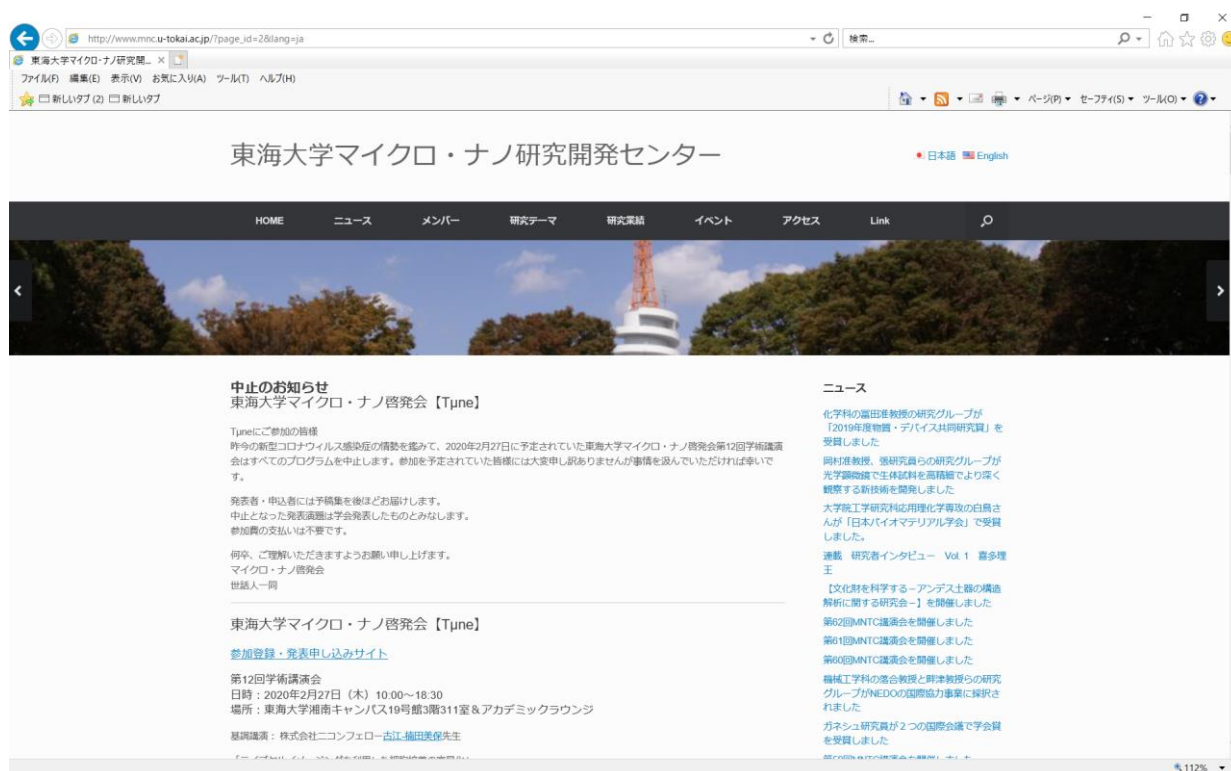 http://www.mnc.u-tokai.ac.jp/?page_id=2&lang=ja
検索...
東海大学マイクロ・ナノ研究開...
ファイル(F) 編集(E) 表示(V) お気に入り(A) ツール(T) ヘルプ(H)
新しいタブ (2) 新しいタブ
ページ(P) セーフティ(S) ツール(O)
東海大学マイクロ・ナノ研究開発センター
日本語 English
HOME ニュース メンバー 研究テーマ 研究業績 イベント アクセス Link
中止のお知らせ
東海大学マイクロ・ナノ啓発会【Tμne】
Tμneにご参加の皆様
昨今の新型コロナウィルス感染症の情勢を鑑みて、2020年2月27日に予定されていた東海大学マイクロ・ナノ啓発会第12回学術講演
会はすべてのプログラムを中止します。参加を予定されていた皆様には大変申し訳ありませんが事情を汲んでいただければ幸いで
す。
発表者・申込者には予稿集を後ほどお届けします。
中止となった発表演題は学会発表したものとみなします。
参加費の支払いは不要です。
何卒、ご理解いただきますようお願い申し上げます。
マイクロ・ナノ啓発会
世話人一同
東海大学マイクロ・ナノ啓発会【Tμne】
参加登録・発表申し込みサイト
第12回学術講演会
日時：2020年2月27日（木）10:00～18:30
場所：東海大学湘南キャンパス19号館3階311室＆アカデミックラウンジ
基調講演： 株式会社ニコンフェロー古江-楠田美保先生
ニュース
化学科の冨田准教授の研究グループが
「2019年度物質・デバイス共同研究賞」を
受賞しました
岡村准教授、張研究員らの研究グループが
光学顕微鏡で生体試料を高精細でより深く
観察する新技術を開発しました
大学院工学研究科応用理化学専攻の白鳥さ
んが「日本バイオマテリアル学会」で受賞
しました。
連載 研究者インタビュー Vol. 1 喜多理
王
【文化財を科学する－アンデス土器の構造
解析に関する研究会－】を開催しました
第62回MNTC講演会を開催しました
第61回MNTC講演会を開催しました
第60回MNTC講演会を開催しました
機械工学科の落合教授と畔津教授らの研究
グループがNEDOの国際協力事業に採択さ
れました
ガネシュ研究員が２つの国際会議で学会賞
を受賞しました
112%